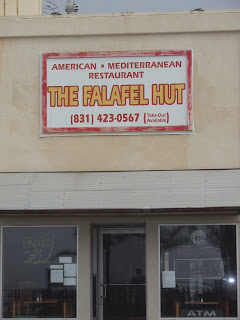 AMERICAN • MEDITERRANEAN
RESTAURANT
THE FALAFEL HUT
(831) 423-0567 (Take-Out Available)
ATM